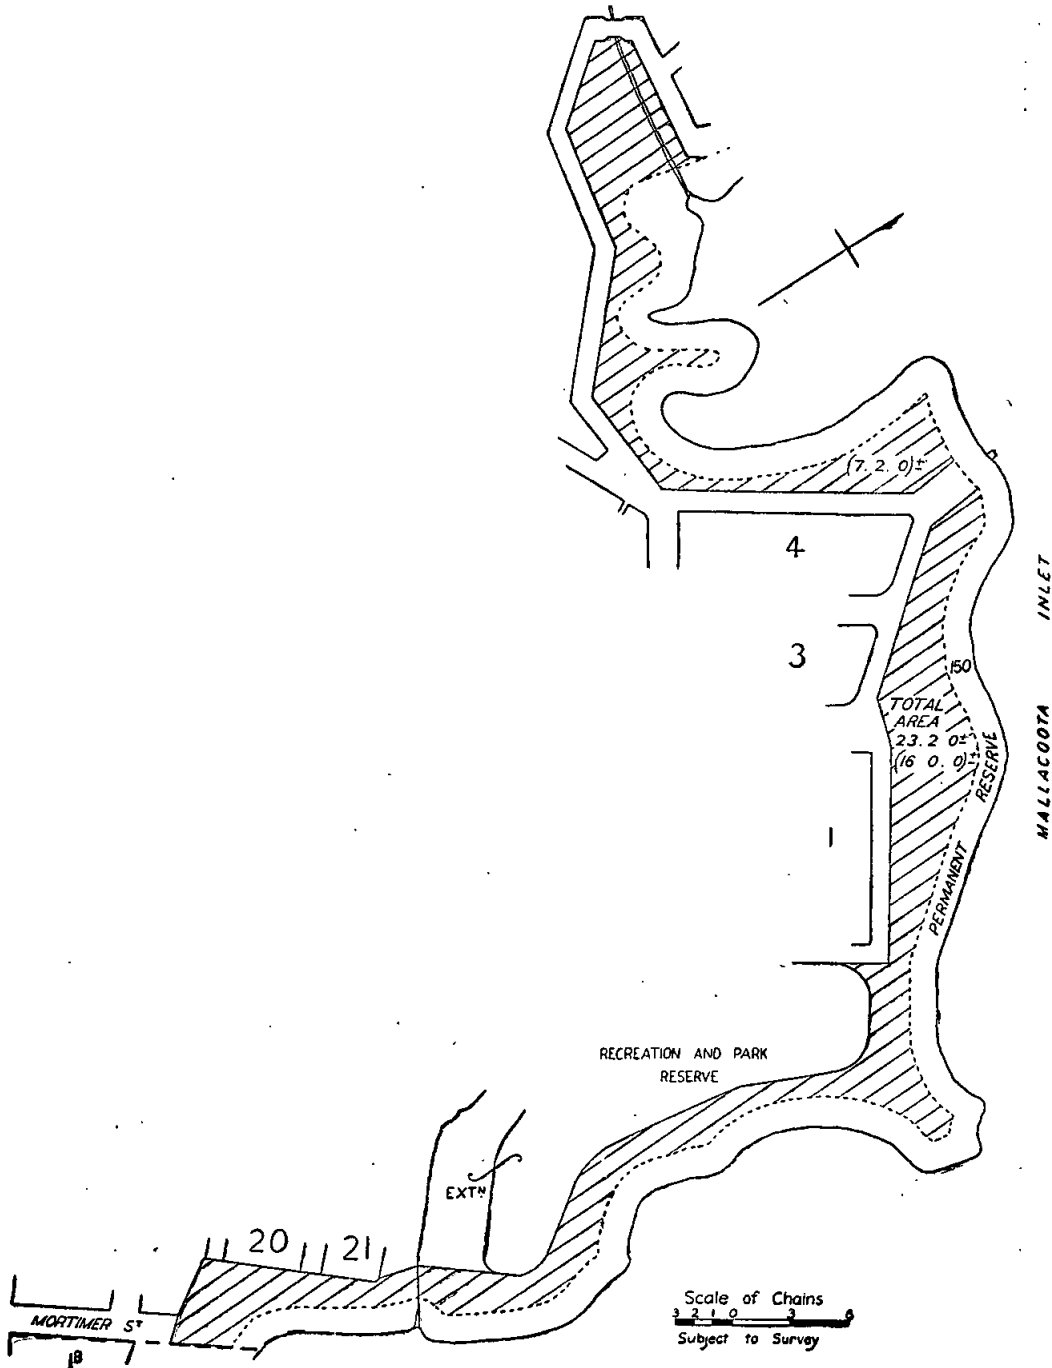 (7. 2. 0)±
4
3
150
TOTAL
AREA
23. 2 0±
(16 0. 0)±
MALLACOOTA INLET
PERMANENT RESERVE
1
RECREATION AND PARK
RESERVE
EXTN
20
21
MORTIMER ST
1B
Scale of Chains
3 2 1 0 3 6
Subject to Survey